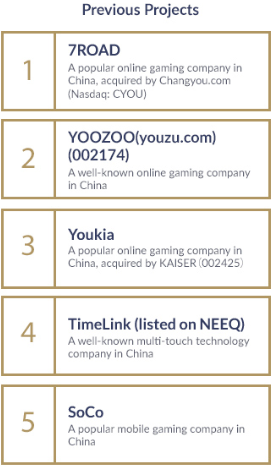 Previous Projects
1
7ROAD
A popular online gaming company in
China, acquired by Changyou.com
(Nasdaq: CYOU)
2
YOOZOO(youzu.com)
(002174)
A well-known online gaming company
in China
3
Youkia
A popular online gaming company in
China, acquired by KAISER（002425）
4
TimeLink (listed on NEEQ)
A well-known multi-touch technology
company in China
5
SoCo
A popular mobile gaming company in
China